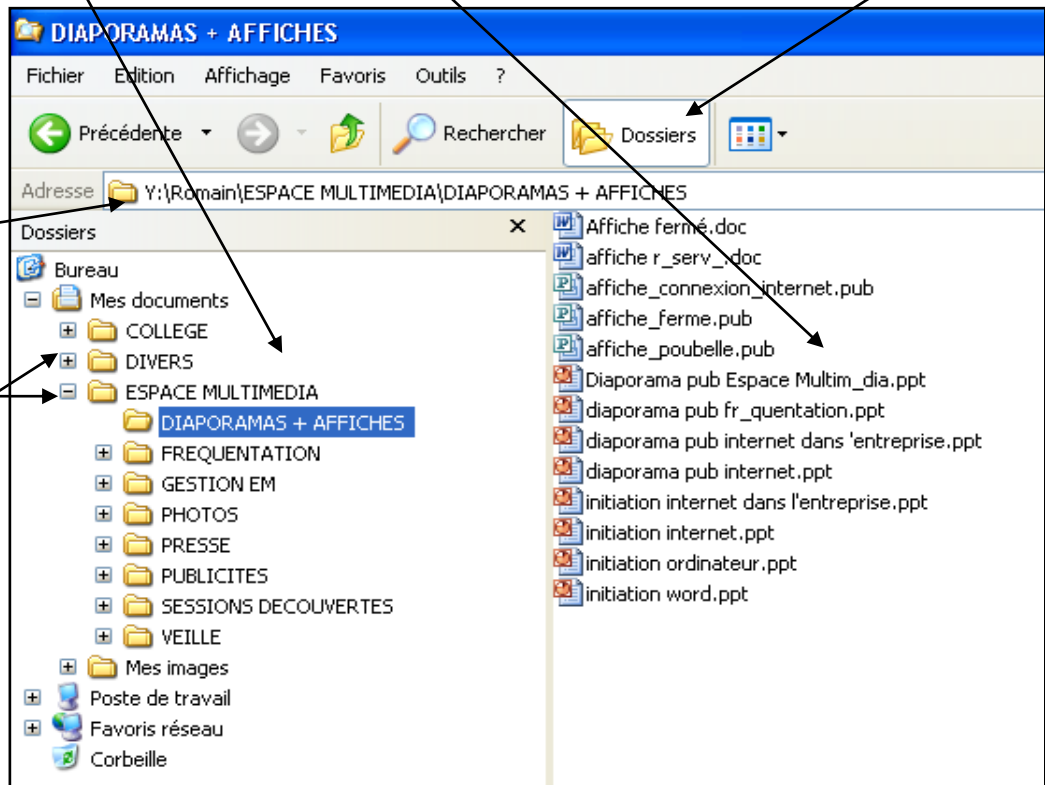 DIAPORAMAS + AFFICHES
Fichier Edition Affichage Favoris Outils ?
Précédente Rechercher Dossiers
Adresse Y:\Romain\ESPACE MULTIMEDIA\DIAPORAMAS + AFFICHES
Dossiers
Bureau
Mes documents
COLLEGE
DIVERS
ESPACE MULTIMEDIA
DIAPORAMAS + AFFICHES
FREQUENTATION
GESTION EM
PHOTOS
PRESSE
PUBLICITES
SESSIONS DECOUVERTES
VEILLE
Mes images
Poste de travail
Favoris réseau
Corbeille
Affiche fermé.doc
affiche r_serv_.doc
affiche_connexion_internet.pub
affiche_ferme.pub
affiche_poubelle.pub
Diaporama pub Espace Multim_dia.ppt
diaporama pub fr_quentation.ppt
diaporama pub internet dans 'entreprise.ppt
diaporama pub internet.ppt
initiation internet dans l'entreprise.ppt
initiation internet.ppt
initiation ordinateur.ppt
initiation word.ppt